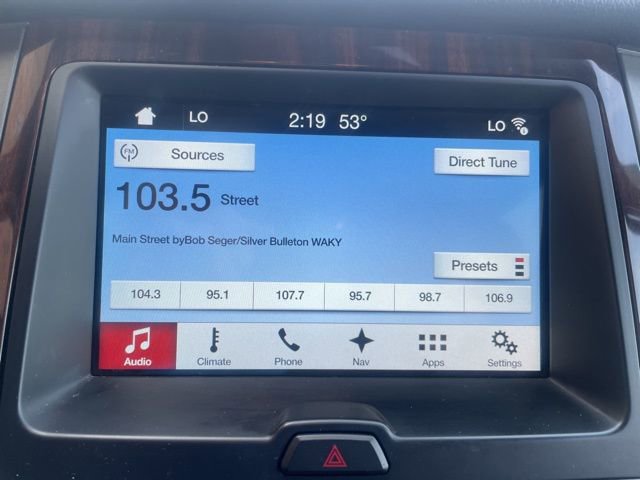 LO 2:19 53° LO
FM Sources
Direct Tune
103.5 Street
Main Street byBob Seger/Silver Bulleton WAKY
Presets
104.3 95.1 107.7 95.7 98.7 106.9
Audio Climate Phone Nav Apps Settings